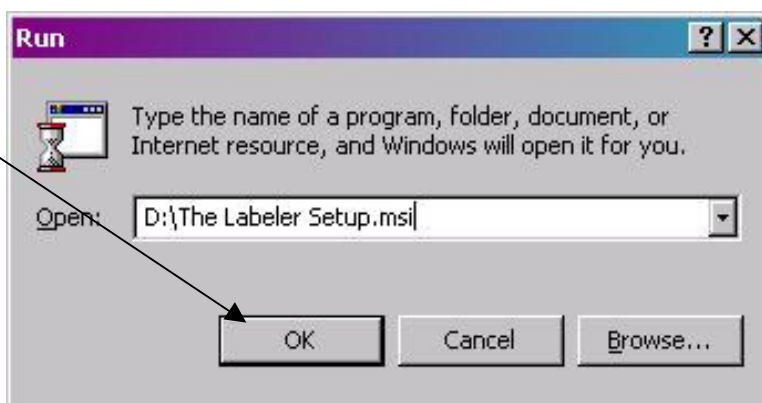 Run
Type the name of a program, folder, document, or
Internet resource, and Windows will open it for you.
Open: D:\The Labeler Setup.msi
OK Cancel Browse...